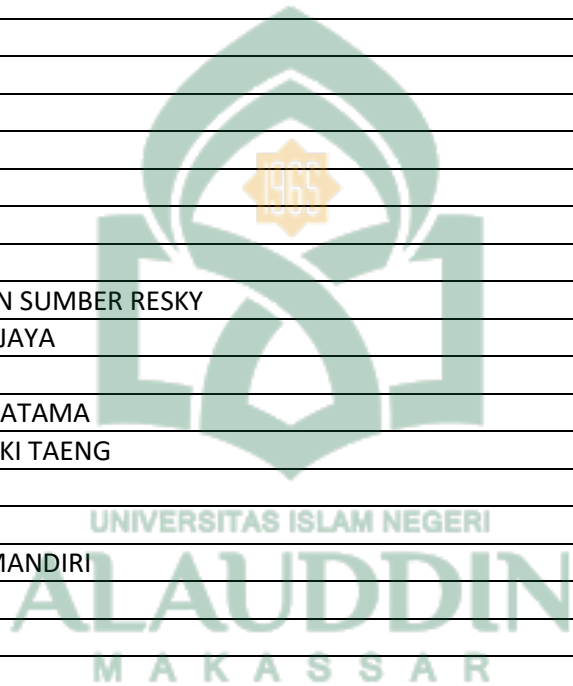 1965
N SUMBER RESKY
JAYA
ATAMA
KI TAENG
UNIVERSITAS ISLAM NEGERI
MANDIRI
ALAUDDIN
MAKASSAR